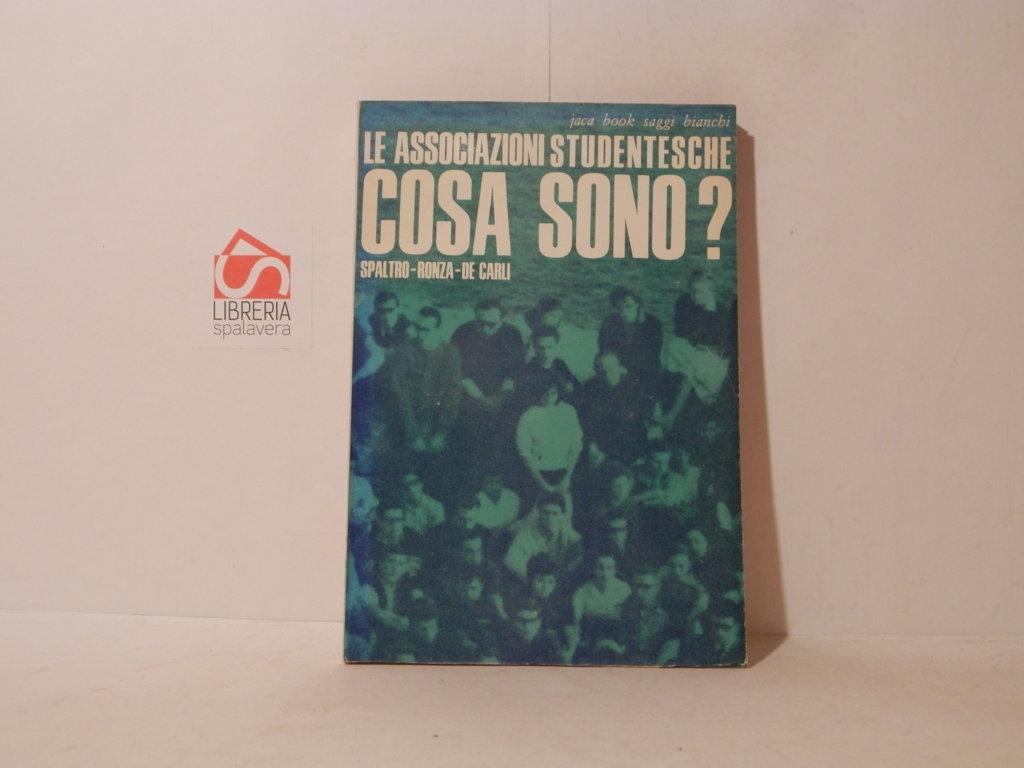 jaca book saggi bianchi
LE ASSOCIAZIONI STUDENTESCHE
COSA SONO?
SPALTRO-RONZA-DE CARLI
LIBRERIA
spalavera